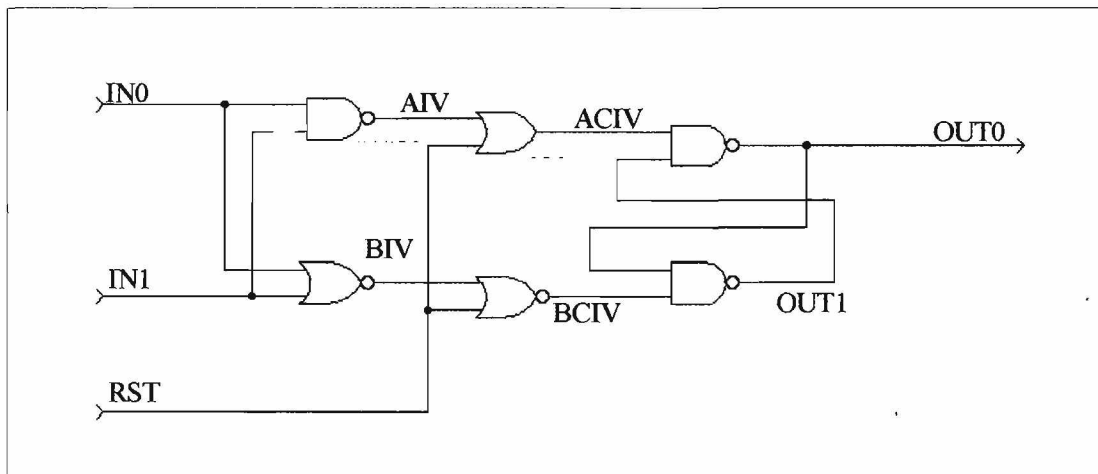 IN0
AIV
ACIV
OUT0
BIV
IN1
BCIV
OUT1
RST